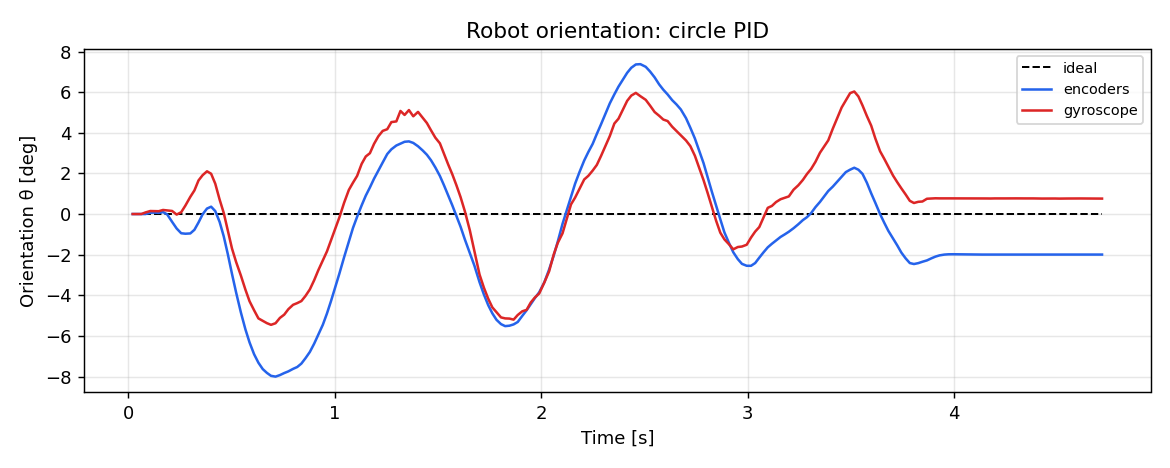 Robot orientation: circle PID
Orientation θ [deg]
8
6
4
2
0
−2
−4
−6
−8
ideal
encoders
gyroscope
0 1 2 3 4
Time [s]